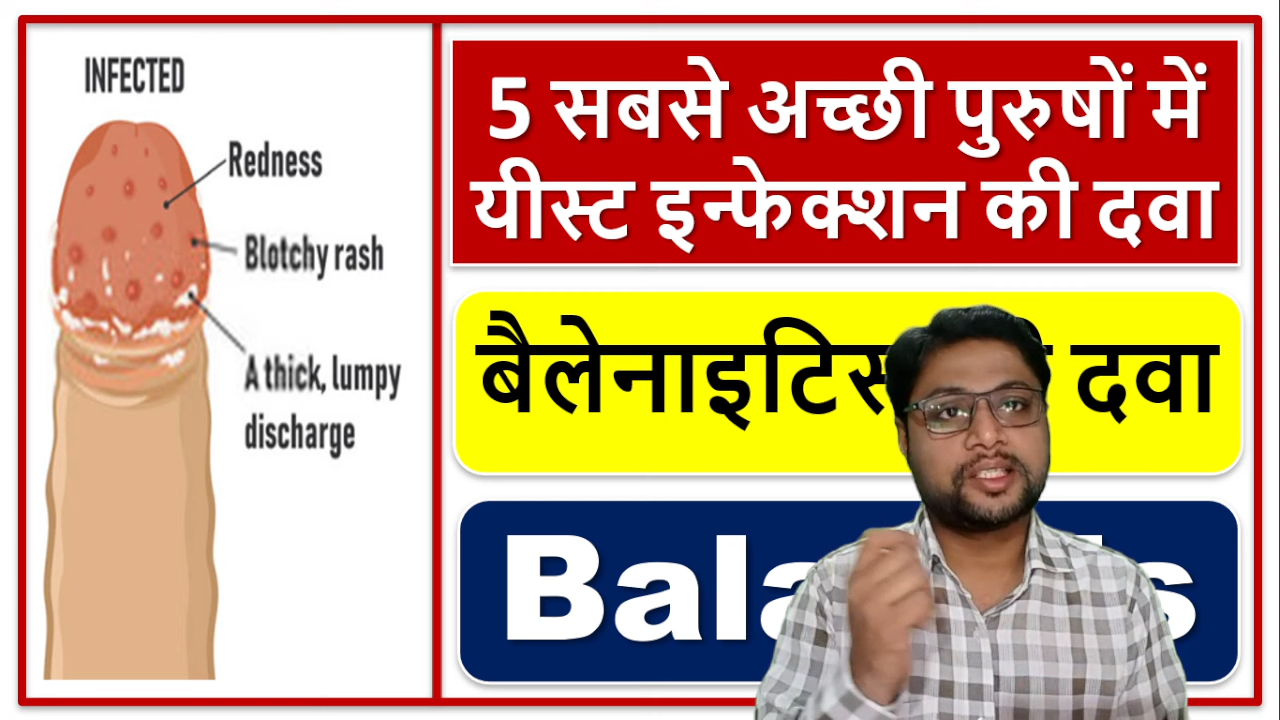 INFECTED
Redness
Blotchy rash
A thick, lumpy
discharge
5 सबसे अच्छी पुरुषों में
यीस्ट इन्फेक्शन की दवा
बैलेनाइटिस दवा